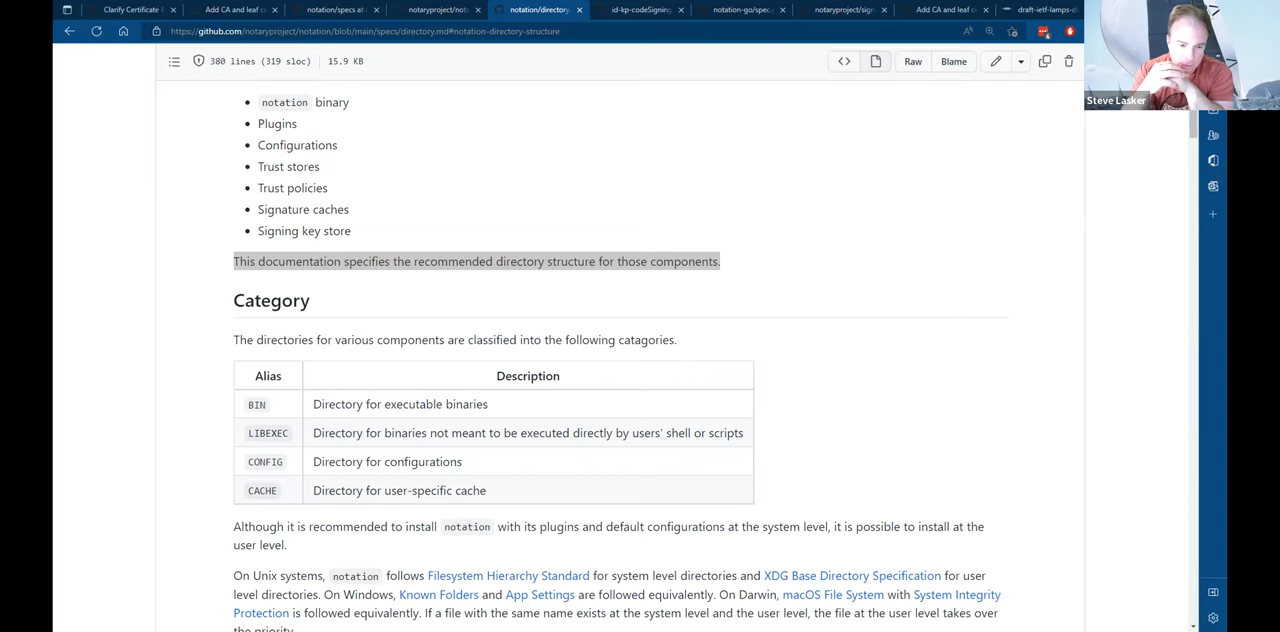 Clarify Certificate
Add CA and leaf c
notation/specs at
notaryproject/nota
notation/directory
id-kp-codeSigning
notation-go/spec
notaryproject/sign
Add CA and leaf c
draft-ietf-lamps-d
https://github.com/notaryproject/notation/blob/main/specs/directory.md#notation-directory-structure
380 lines (319 sloc) 15.9 KB
Raw
Blame
Steve Lasker
• notation binary
• Plugins
• Configurations
• Trust stores
• Trust policies
• Signature caches
• Signing key store
This documentation specifies the recommended directory structure for those components.
Category
The directories for various components are classified into the following catagories.
Alias Description
BIN Directory for executable binaries
LIBEXEC Directory for binaries not meant to be executed directly by users' shell or scripts
CONFIG Directory for configurations
CACHE Directory for user-specific cache
Although it is recommended to install notation with its plugins and default configurations at the system level, it is possible to install at the
user level.
On Unix systems, notation follows Filesystem Hierarchy Standard for system level directories and XDG Base Directory Specification for user
level directories. On Windows, Known Folders and App Settings are followed equivalently. On Darwin, macOS File System with System Integrity
Protection is followed equivalently. If a file with the same name exists at the system level and the user level, the file at the user level takes over
the priority.